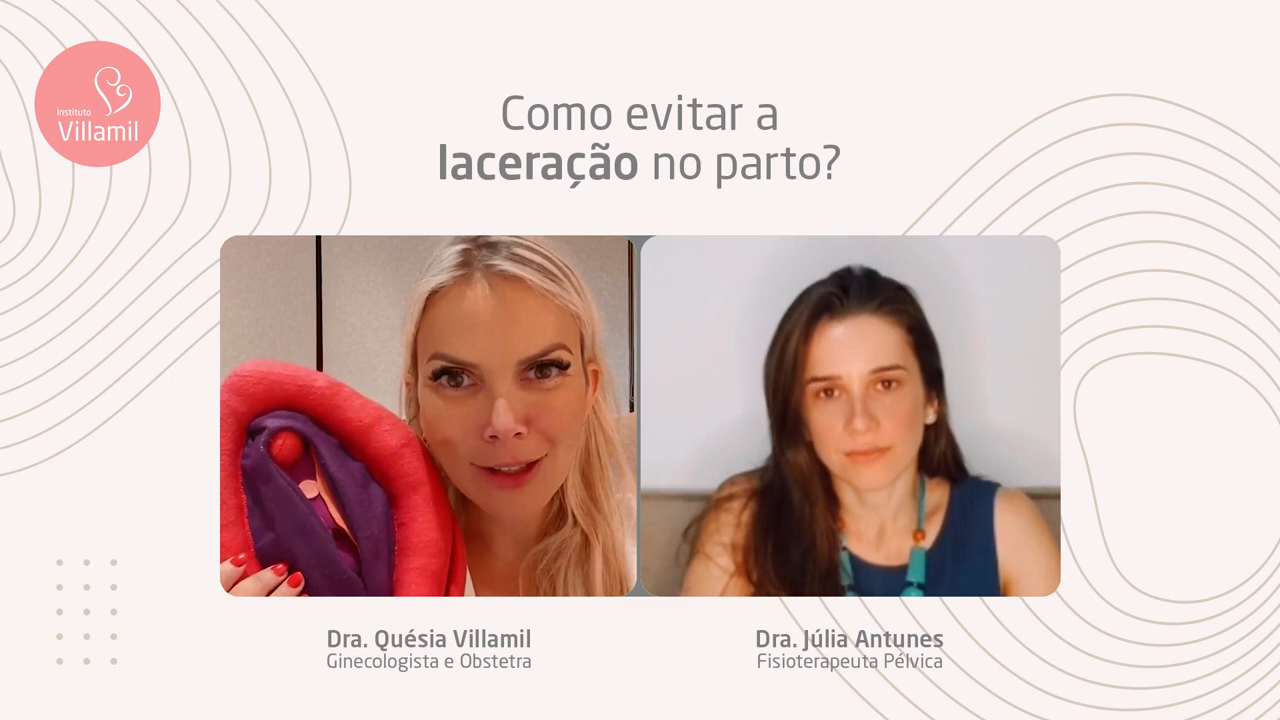 Instituto
Villamil
Como evitar a
laceração no parto?
Dra. Quésia Villamil
Ginecologista e Obstetra
Dra. Júlia Antunes
Fisioterapeuta Pélvica